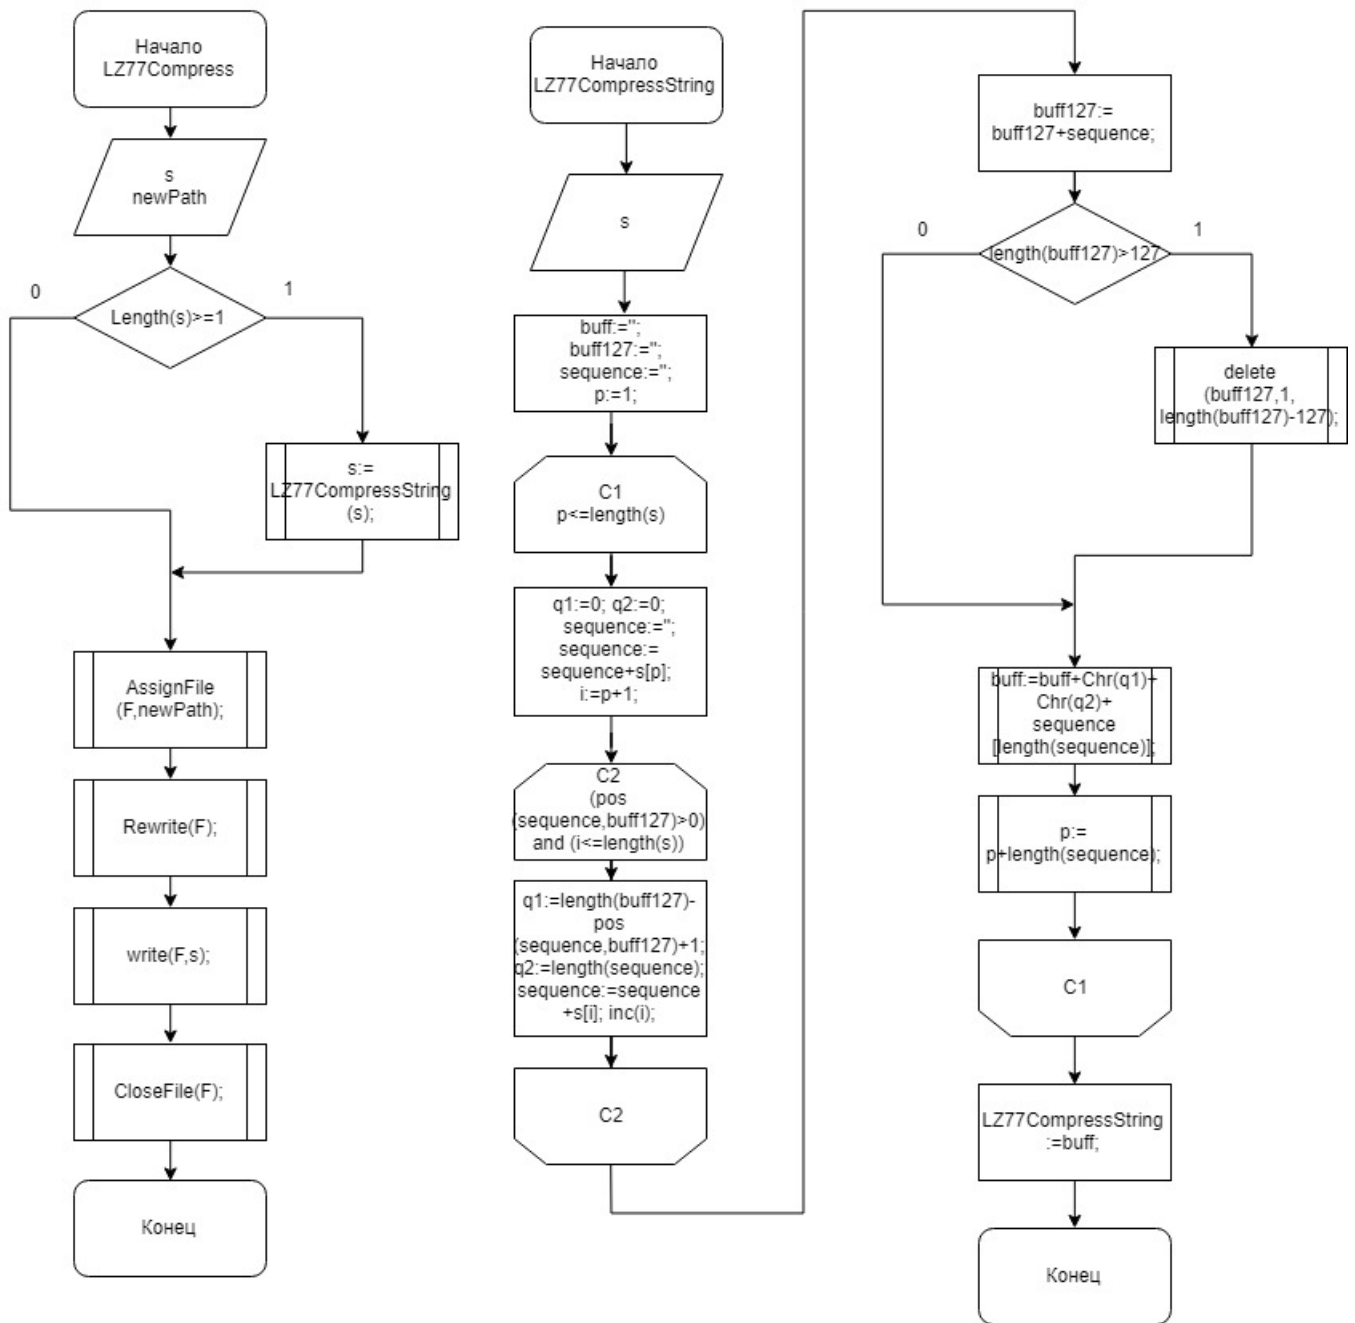 Начало
LZ77Compress
s
newPath
0
1
Length(s)>=1
s:=
LZ77CompressString
(s);
AssignFile
(F,newPath);
Rewrite(F);
write(F,s);
CloseFile(F);
Конец
Начало
LZ77CompressString
s
buff:='';
buff127:='';
sequence:='';
p:=1;
C1
p<=length(s)
q1:=0; q2:=0;
sequence:='';
sequence:=
sequence+s[p];
i:=p+1;
C2
(pos
(sequence,buff127)>0)
and (i<=length(s))
q1:=length(buff127)-
pos
(sequence,buff127)+1;
q2:=length(sequence);
sequence:=sequence
+s[i]; inc(i);
C2
buff127:=
buff127+sequence;
0
1
length(buff127)>127
delete
(buff127,1,
length(buff127)-127);
buff:=buff+Chr(q1)+
Chr(q2)+
sequence
[length(sequence)];
p:=
p+length(sequence);
C1
LZ77CompressString
:=buff;
Конец